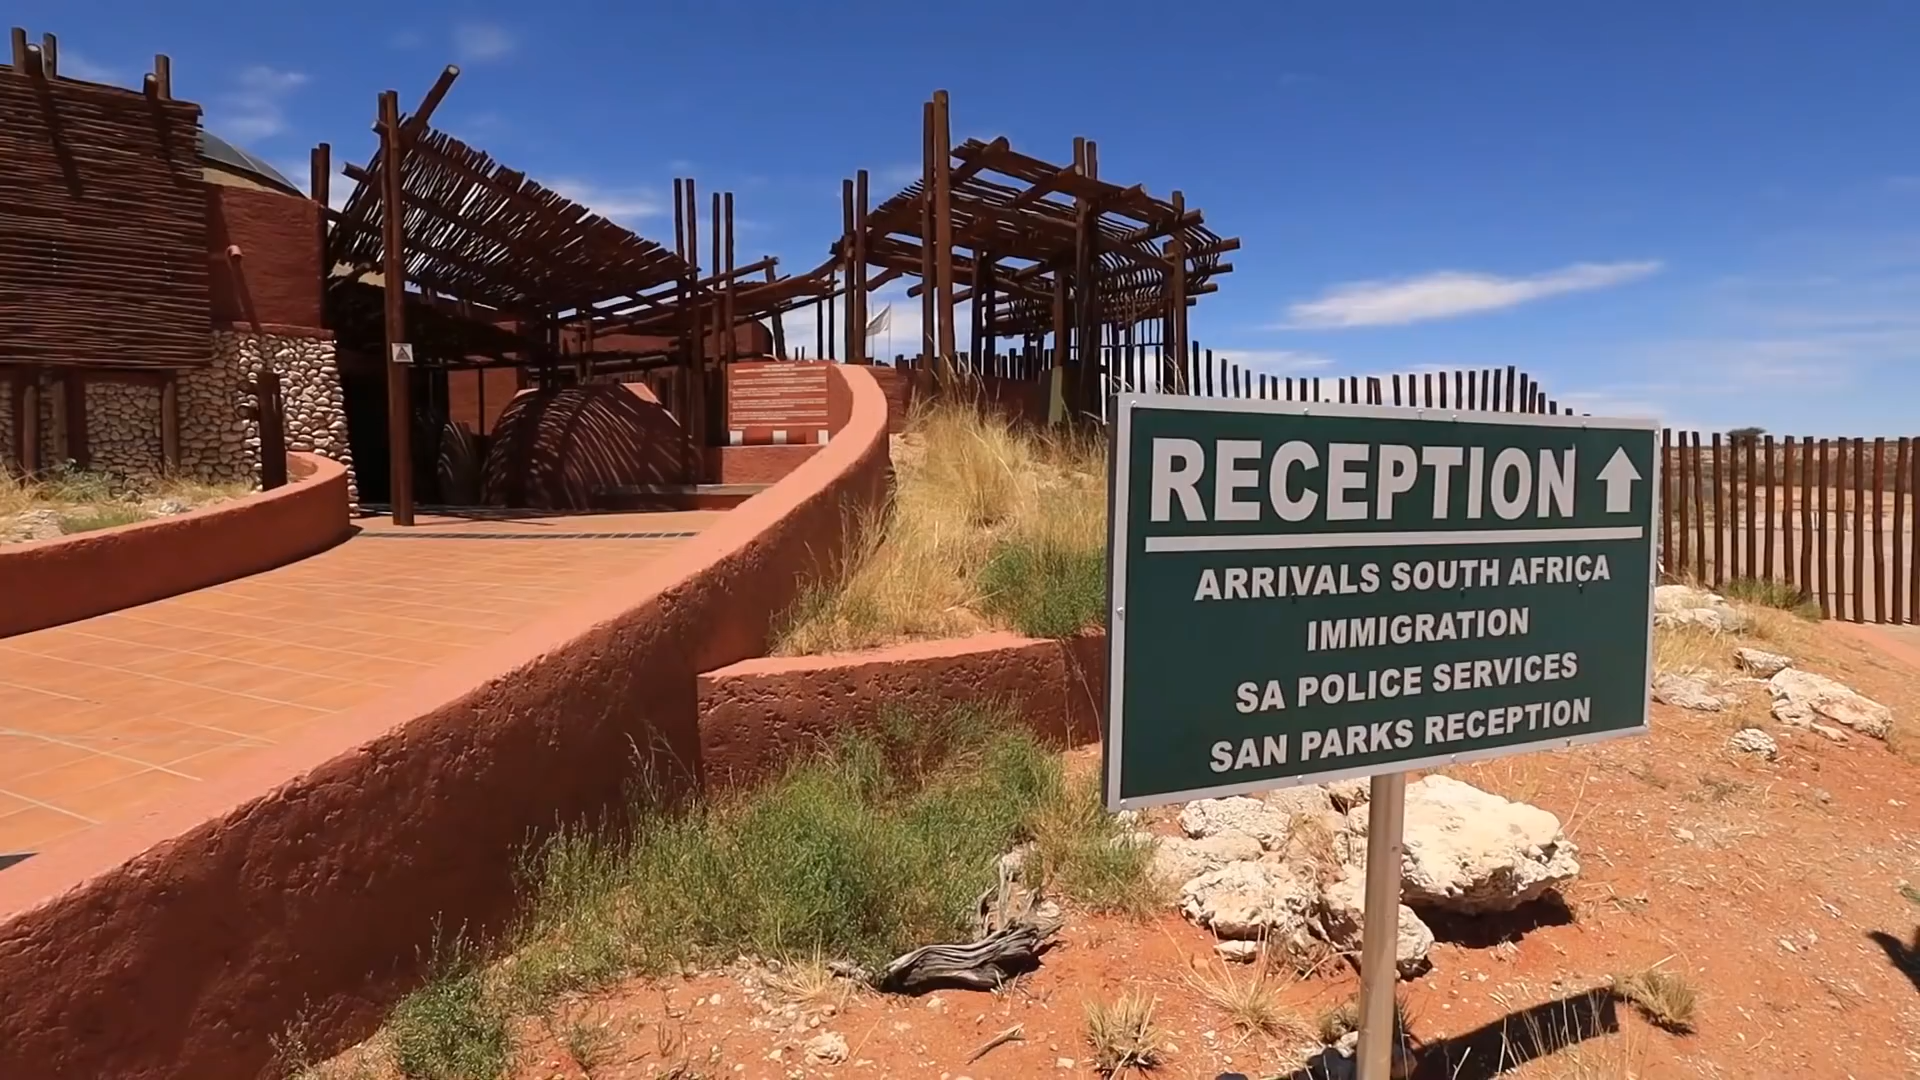 RECEPTION
ARRIVALS SOUTH AFRICA
IMMIGRATION
SA POLICE SERVICES
SAN PARKS RECEPTION